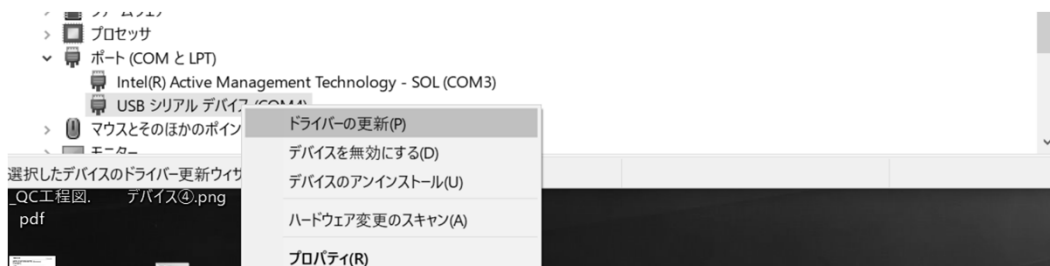 プロセッサ
ポート (COM と LPT)
Intel(R) Active Management Technology - SOL (COM3)
USB シリアル デバイス (COM4)
マウスとそのほかのポイン
モニター
ドライバーの更新(P)
デバイスを無効にする(D)
デバイスのアンインストール(U)
ハードウェア変更のスキャン(A)
プロパティ(R)
選択したデバイスのドライバー更新ウィザ
_QC工程図.
pdf
デバイス④.png